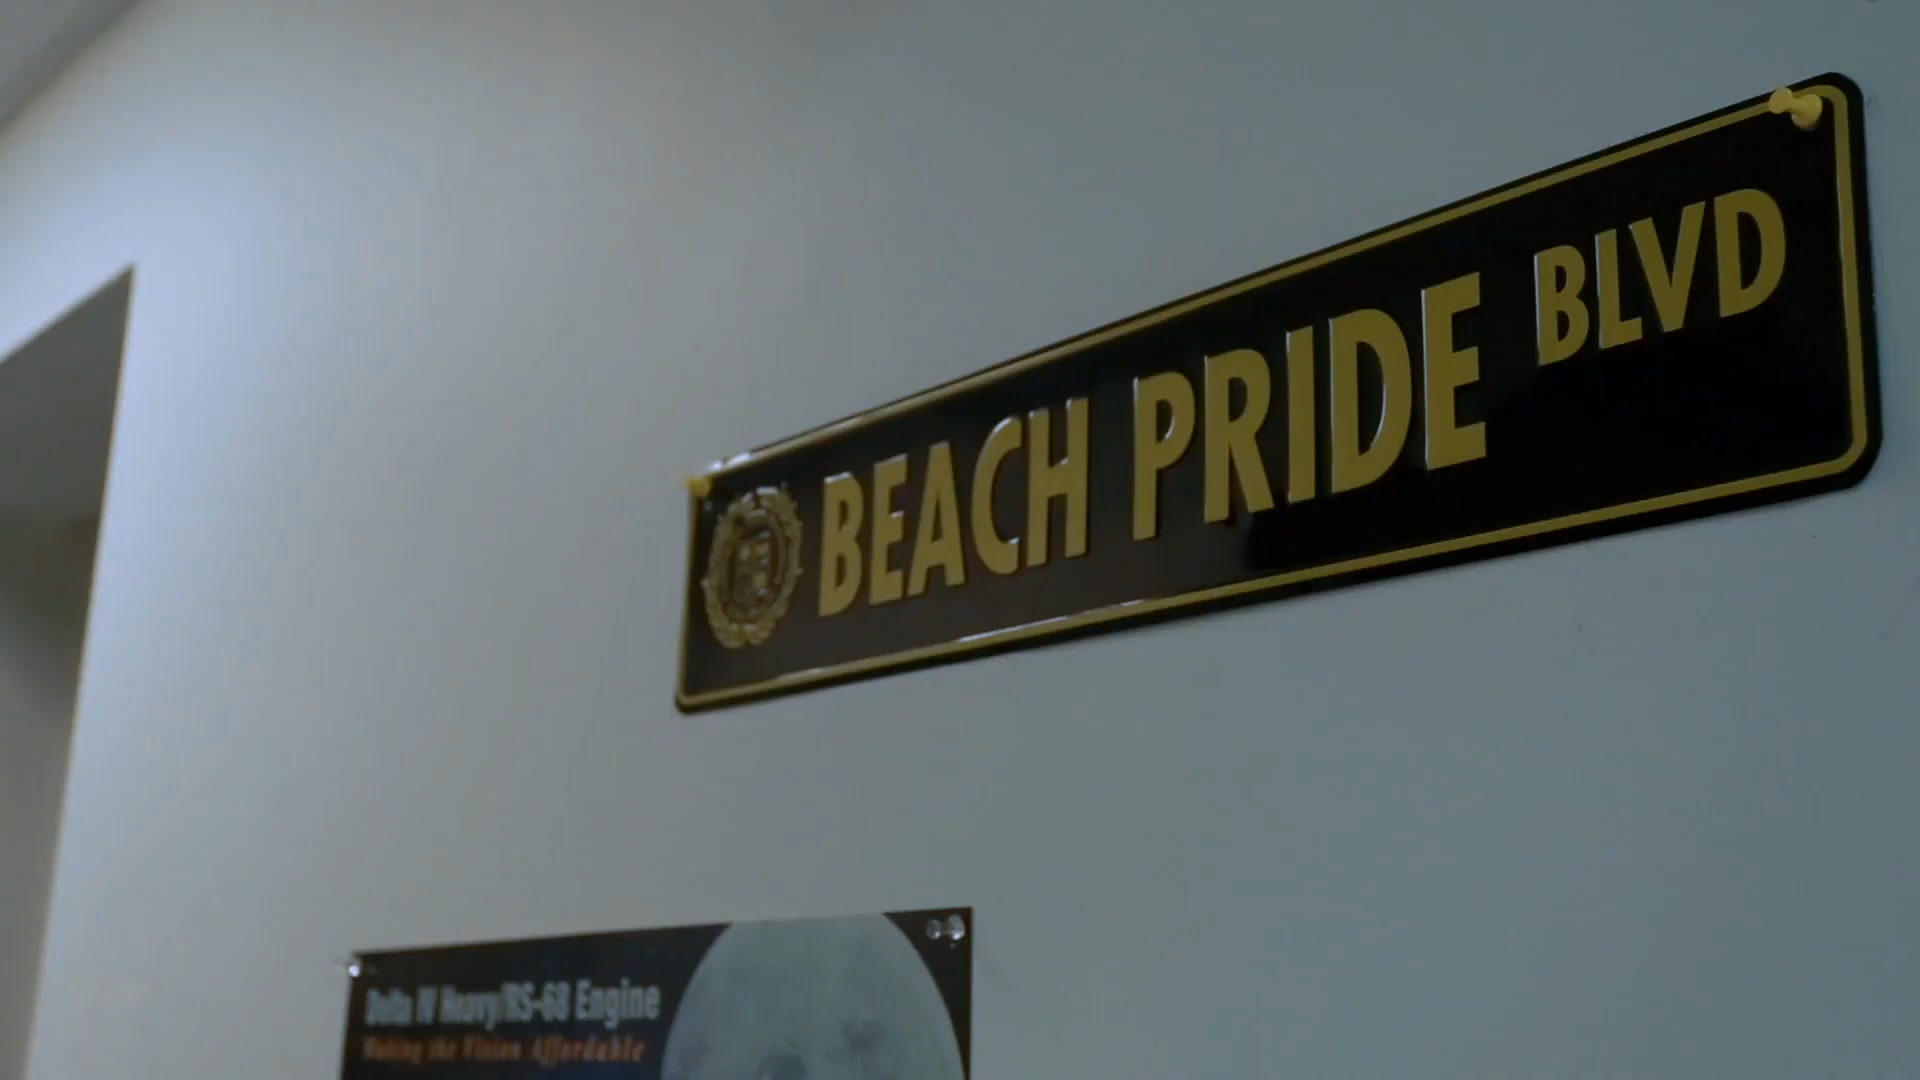 BEACH PRIDE BLVD
Delta IV Heavy/RS-68 Engine
Making the Vision Affordable